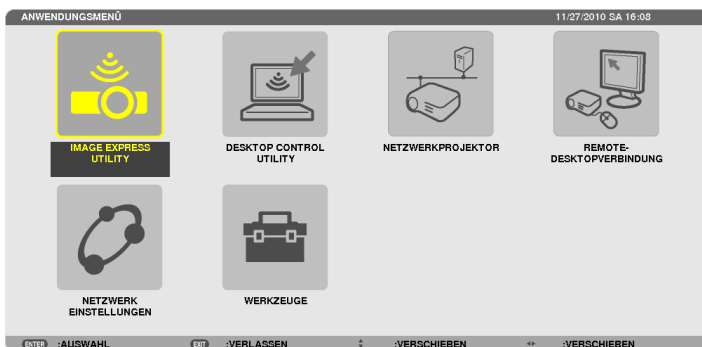 ANWENDUNGSMENÜ 11/27/2010 SA 16:08
IMAGE EXPRESS
UTILITY
DESKTOP CONTROL
UTILITY
NETZWERKPROJEKTOR
REMOTE-
DESKTOPVERBINDUNG
NETZWERK
EINSTELLUNGEN
WERKZEUGE
ENTER :AUSWAHL EXIT :VERLASSEN :VERSCHIEBEN :VERSCHIEBEN